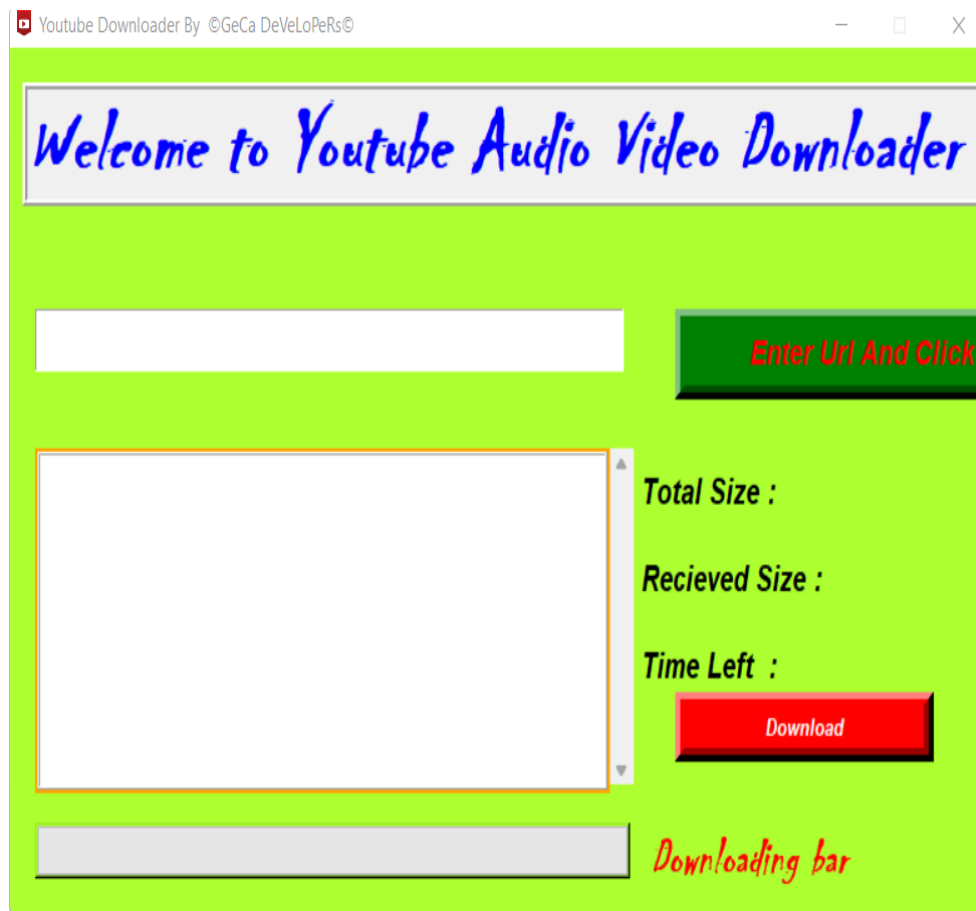 Youtube Downloader By ©GeCa DeVeLoPeRs©
Welcome to Youtube Audio Video Downloader
Enter Url And Click
Total Size :
Recieved Size :
Time Left :
Download
Downloading bar